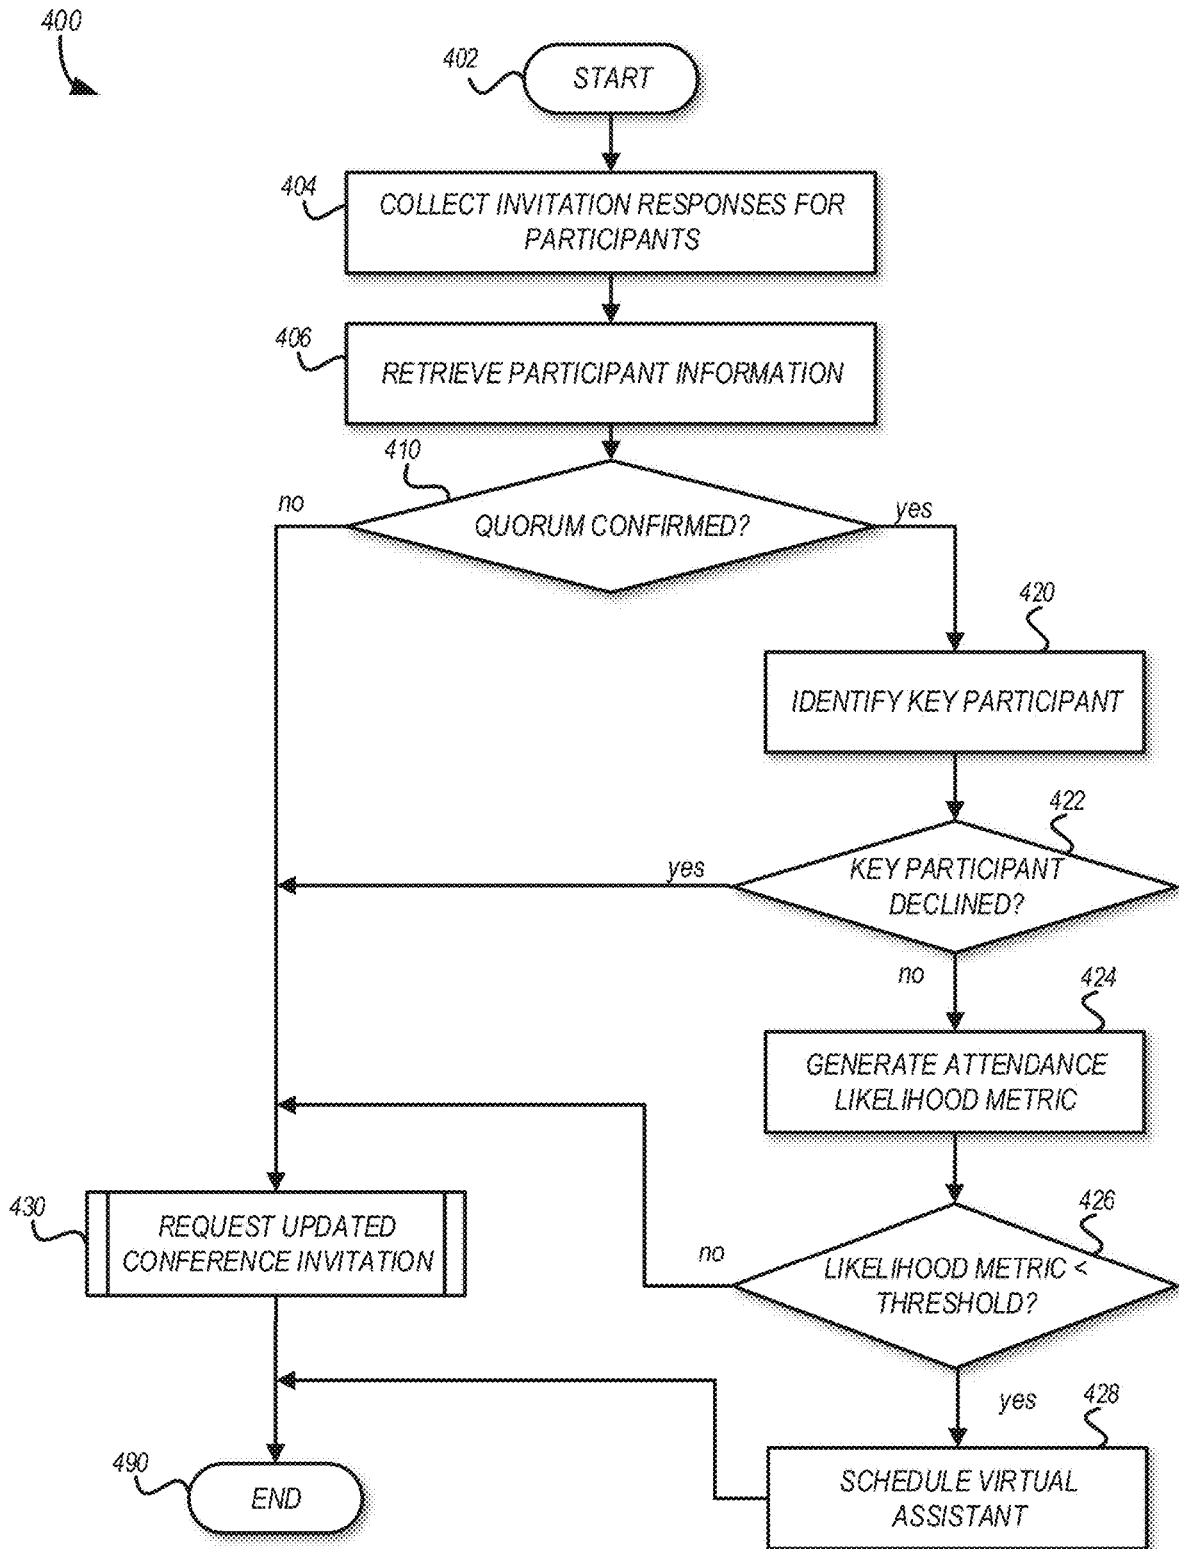 400
402
START
404
COLLECT INVITATION RESPONSES FOR
PARTICIPANTS
406
RETRIEVE PARTICIPANT INFORMATION
410
no
QUORUM CONFIRMED?
yes
420
IDENTIFY KEY PARTICIPANT
422
yes
KEY PARTICIPANT
DECLINED?
no
424
GENERATE ATTENDANCE
LIKELIHOOD METRIC
430
REQUEST UPDATED
CONFERENCE INVITATION
426
no
LIKELIHOOD METRIC <
THRESHOLD?
yes
428
SCHEDULE VIRTUAL
ASSISTANT
490
END